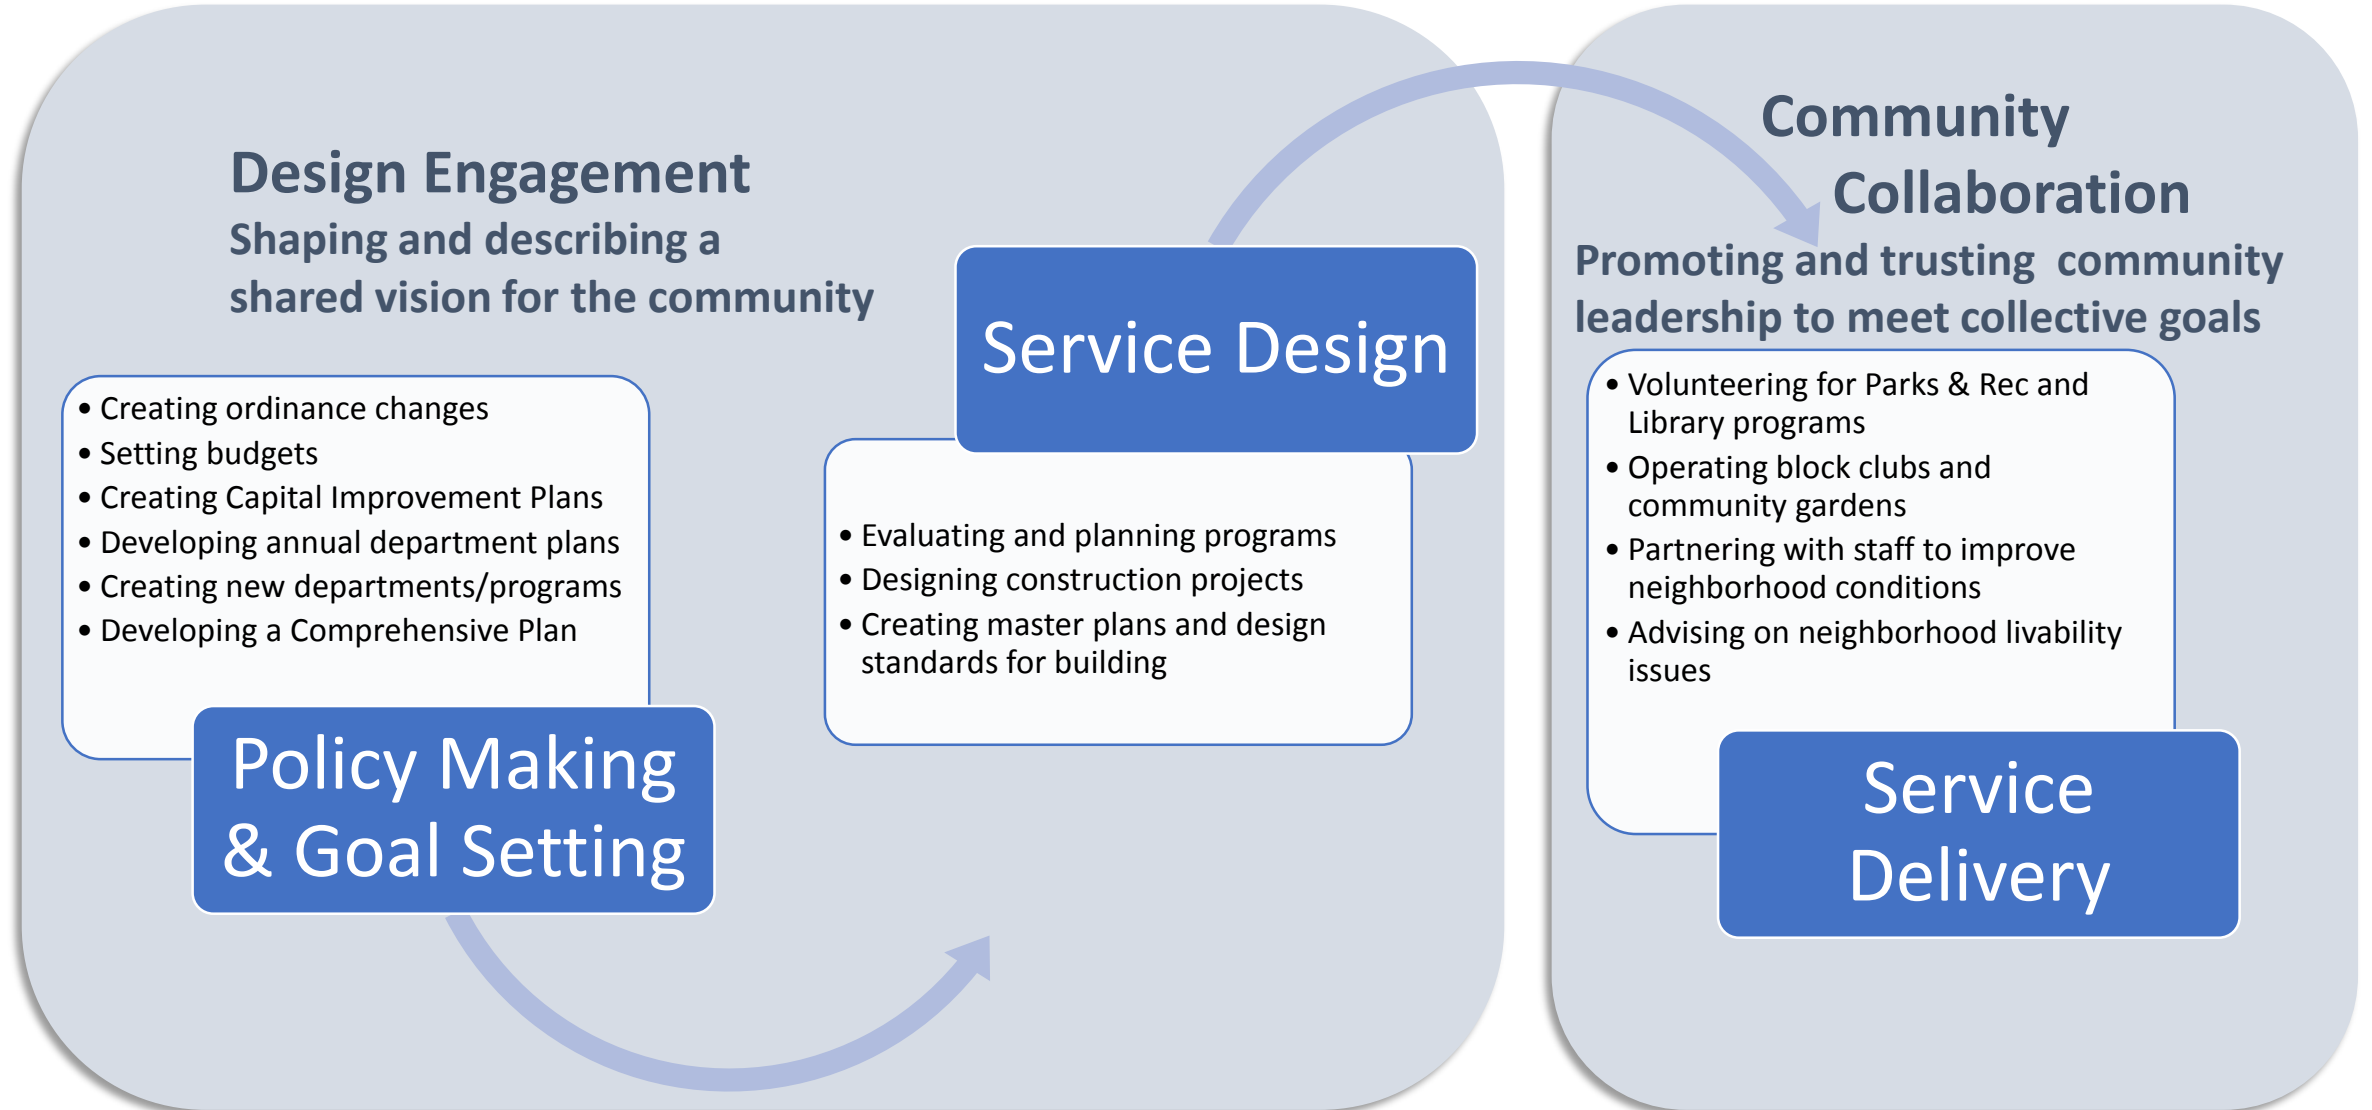 Design Engagement
Shaping and describing a
shared vision for the community
• Creating ordinance changes
• Setting budgets
• Creating Capital Improvement Plans
• Developing annual department plans
• Creating new departments/programs
• Developing a Comprehensive Plan
Policy Making
& Goal Setting
Service Design
• Evaluating and planning programs
• Designing construction projects
• Creating master plans and design
standards for building
Community
Collaboration
Promoting and trusting  community
leadership to meet collective goals
• Volunteering for Parks & Rec and
Library programs
• Operating block clubs and
community gardens
• Partnering with staff to improve
neighborhood conditions
• Advising on neighborhood livability
issues
Service
Delivery